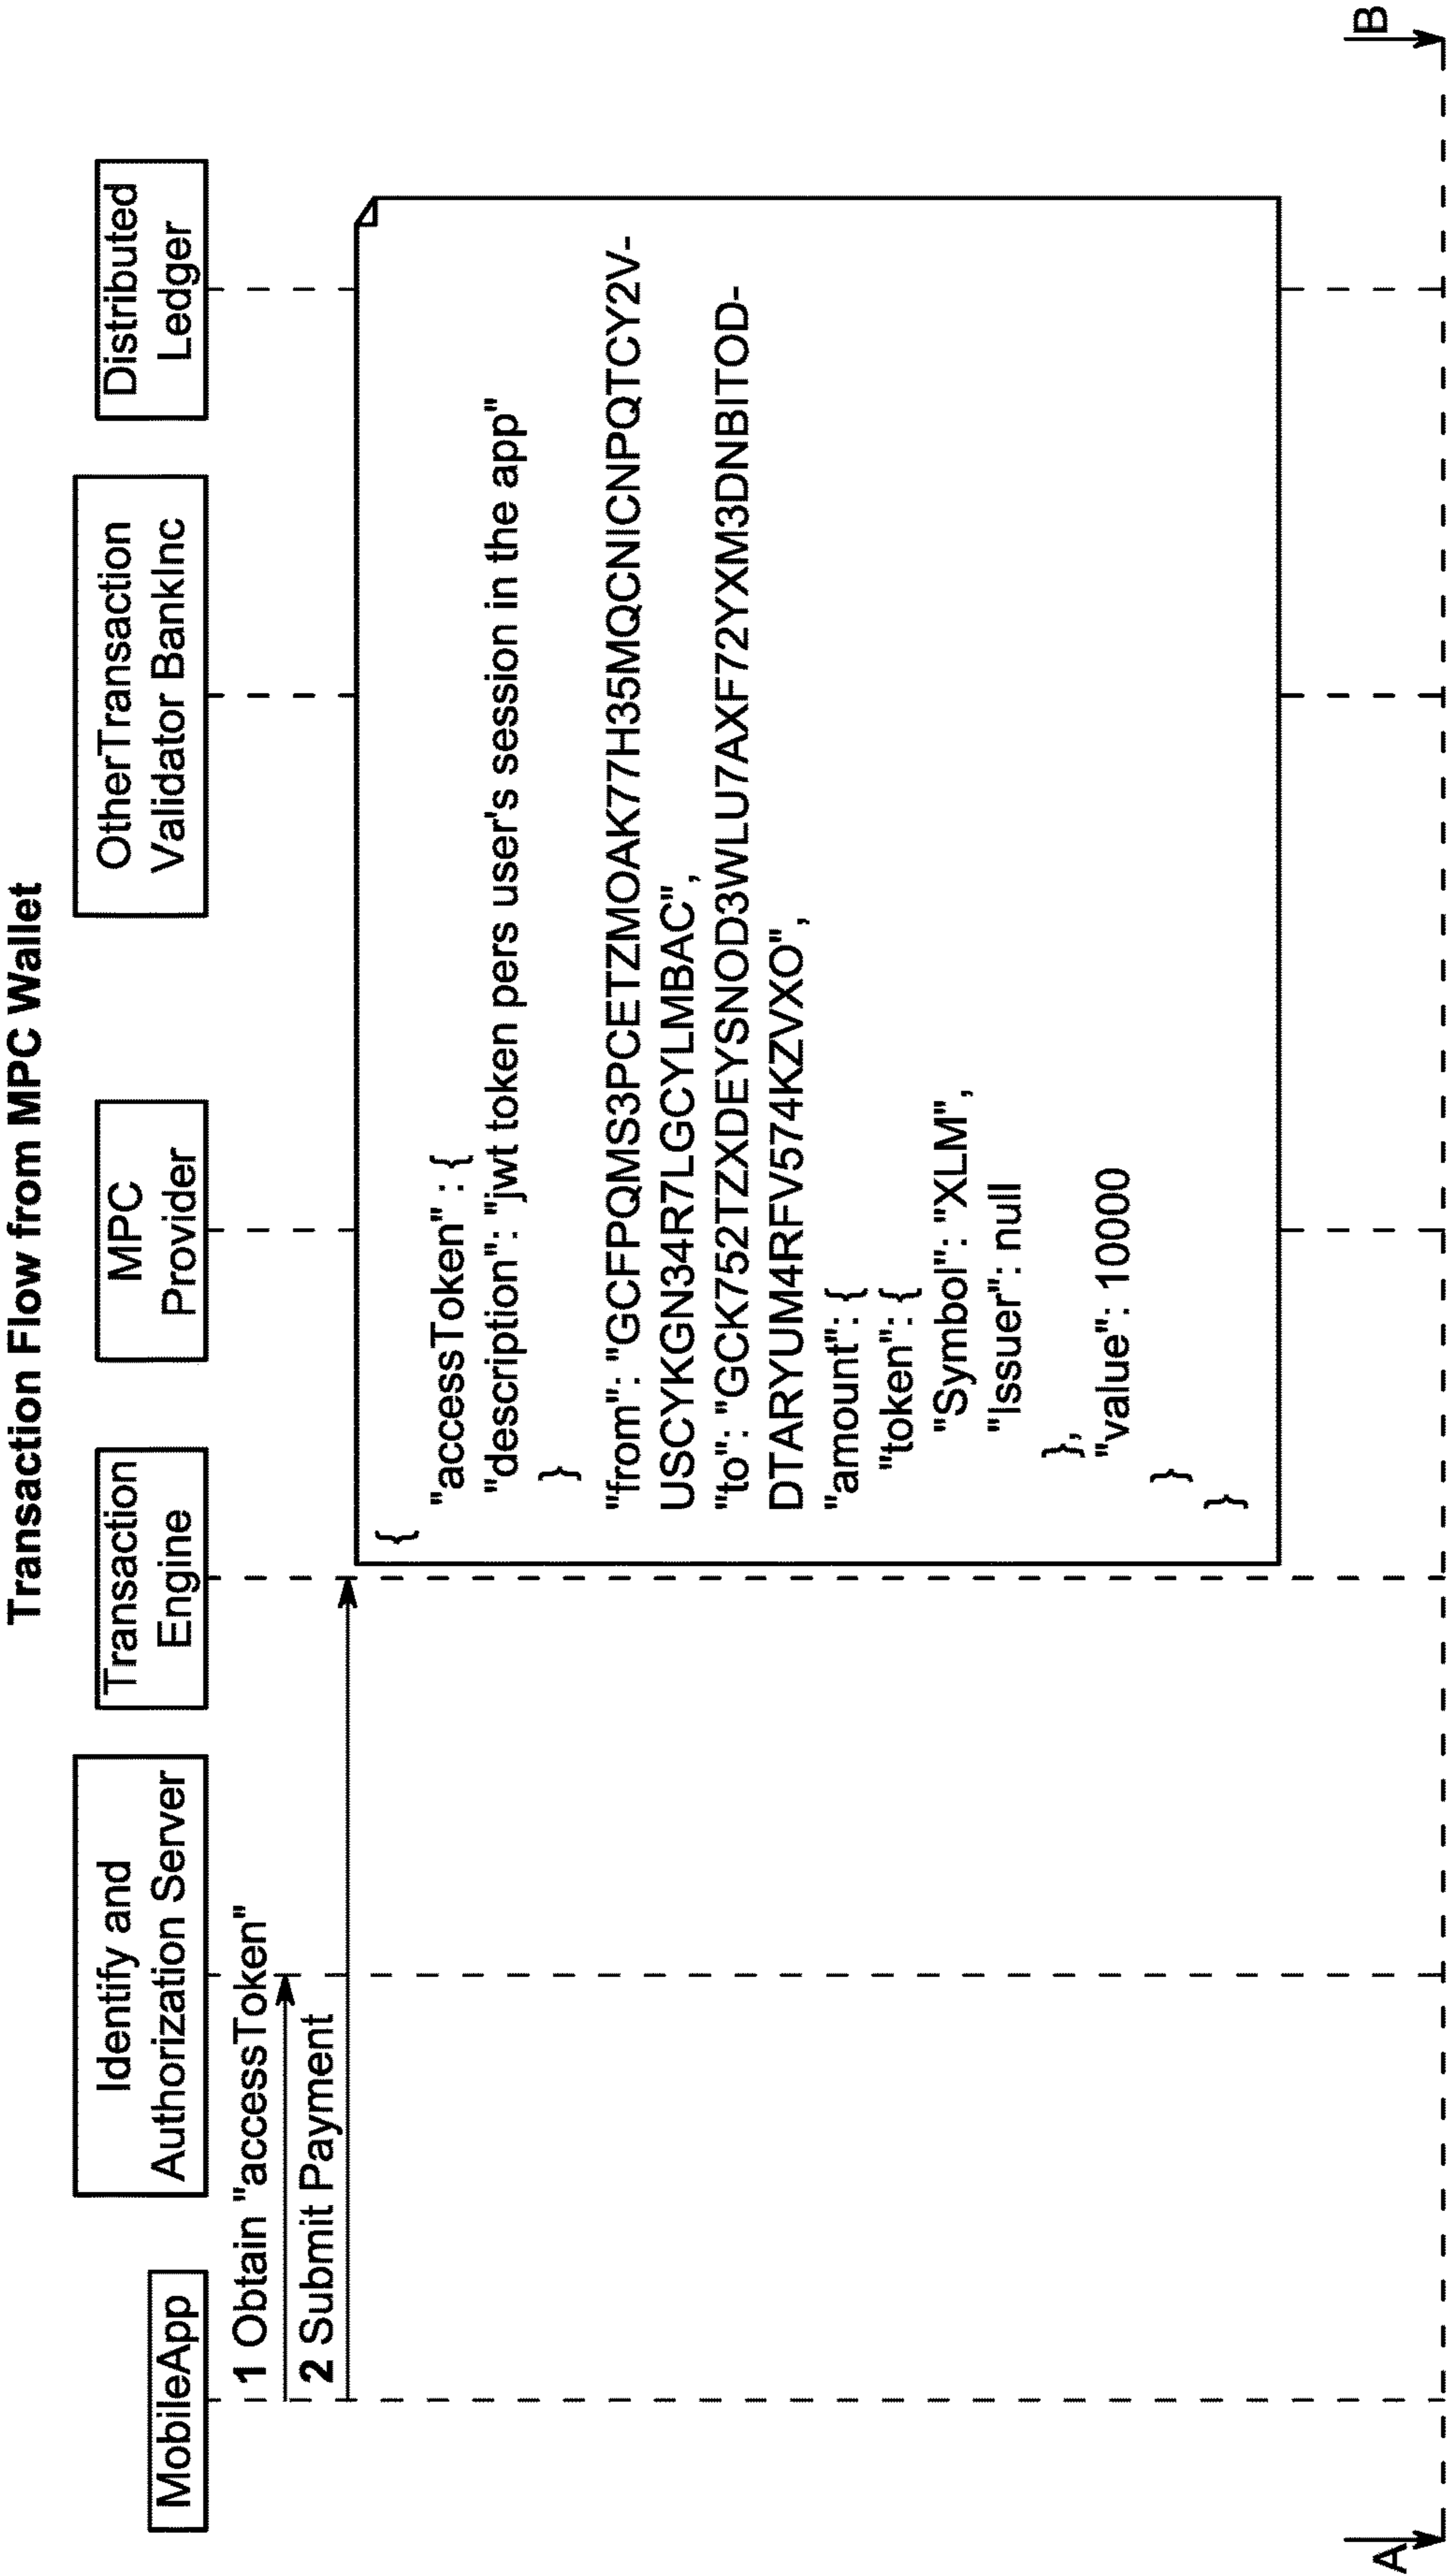 Transaction Flow from MPC Wallet
MobileApp
Identify and
Authorization Server
Transaction
Engine
MPC
Provider
OtherTransaction
Validator BankInc
Distributed
Ledger
1 Obtain "accessToken"
2 Submit Payment
{
"accessToken" : {
"description": "jwt token pers user's session in the app"
}
"from": "GCFPQMS3PCETZMOAK77H35MQCNICNPQTCY2V-
USCYKGN34R7LGCYLMBAC",
"to": "GCK752TZXDEYSNOD3WLU7AXF72YXM3DNBITOD-
DTARYUM4RFV574KZVXO",
"amount": {
"token": {
"Symbol": "XLM",
"Issuer": null
},
"value": 10000
}
}
A
B